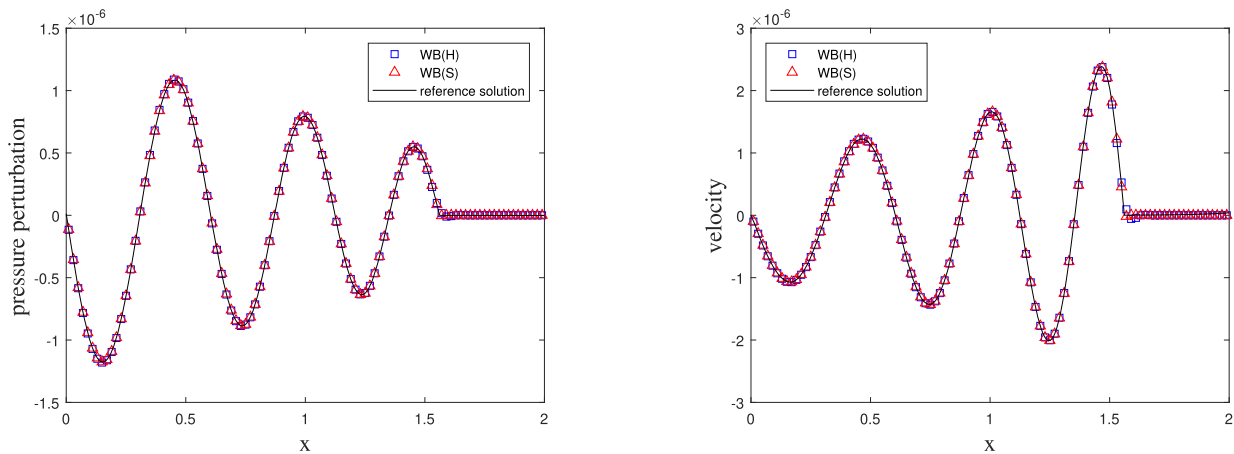 ×10-6
1.5
1
0.5
0
-0.5
-1
-1.5
pressure perturbation
WB(H)
WB(S)
reference solution
0
0.5
1
1.5
2
x
×10-6
3
2
1
0
-1
-2
-3
velocity
WB(H)
WB(S)
reference solution
0
0.5
1
1.5
2
x